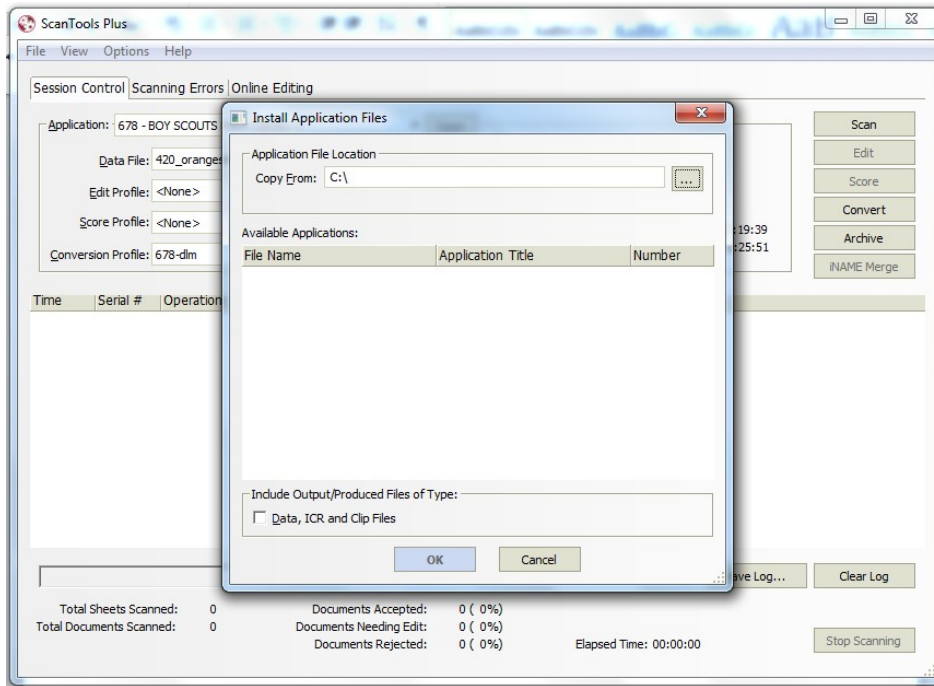 ScanTools Plus
File View Options Help
Session Control Scanning Errors Online Editing
Application: 678 - BOY SCOUTS
Data File: 420_oranges
Edit Profile: <None>
Score Profile: <None>
Conversion Profile: 678-dlm
:19:39
:25:51
Scan
Edit
Score
Convert
Archive
iNAME Merge
Time Serial # Operation
Install Application Files
Application File Location
Copy From: C:\
...
Available Applications:
File Name Application Title Number
Include Output/Produced Files of Type:
Data, ICR and Clip Files
OK Cancel
ave Log... Clear Log
Total Sheets Scanned: 0 Documents Accepted: 0 ( 0%)
Total Documents Scanned: 0 Documents Needing Edit: 0 ( 0%)
Documents Rejected: 0 ( 0%) Elapsed Time: 00:00:00
Stop Scanning